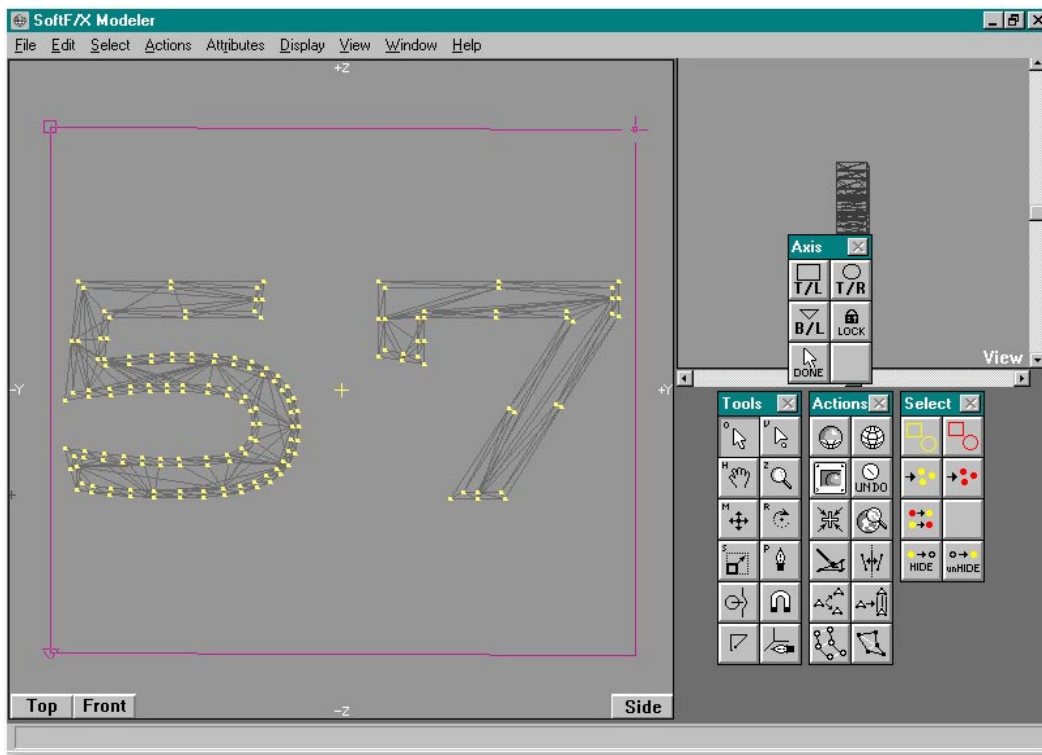 SoftF/X Modeler
File Edit Select Actions Attributes Display View Window Help
+Z
57
-Y
+Y
-Z
Top Front Side
View
Axis
T/L T/R
B/L LOCK
DONE
Tools
O V
H Z
M R
S P
Actions
UNDO
Select
HIDE unHIDE